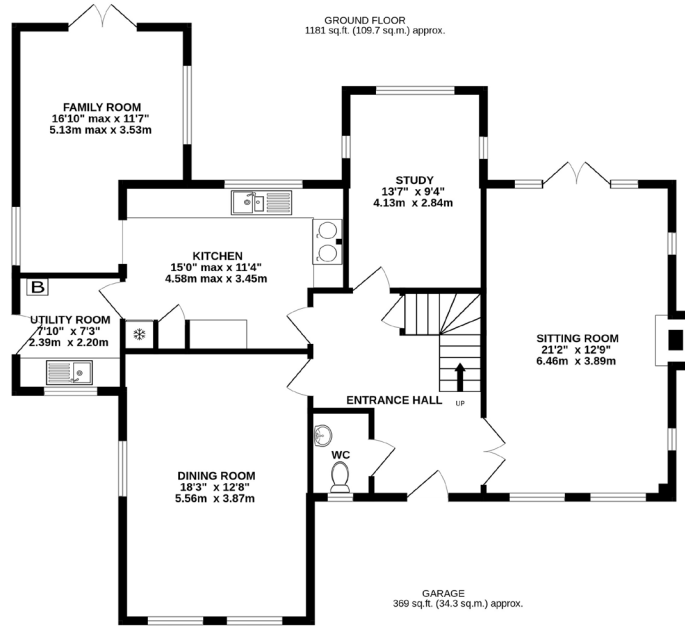 GROUND FLOOR
1181 sq.ft. (109.7 sq.m.) approx.
FAMILY ROOM
16'10" max x 11'7"
5.13m max x 3.53m
STUDY
13'7" x 9'4"
4.13m x 2.84m
KITCHEN
15'0" max x 11'4"
4.58m max x 3.45m
B
UTILITY ROOM
7'10" x 7'3"
2.39m x 2.20m
SITTING ROOM
21'2" x 12'9"
6.46m x 3.89m
ENTRANCE HALL
UP
WC
DINING ROOM
18'3" x 12'8"
5.56m x 3.87m
GARAGE
369 sq.ft. (34.3 sq.m.) approx.